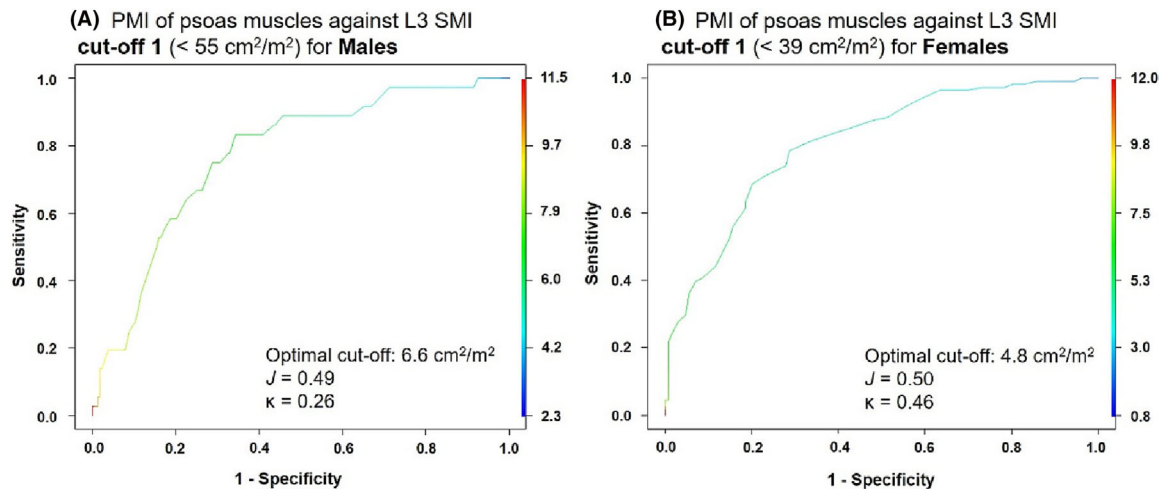 (A) PMI of psoas muscles against L3 SMI
cut-off 1 (< 55 cm²/m²) for Males
1.0
0.8
0.6
0.4
0.2
0.0
Sensitivity
0.0 0.2 0.4 0.6 0.8 1.0
1 - Specificity
11.5
9.7
7.9
6.0
4.2
2.3
Optimal cut-off: 6.6 cm²/m²
J = 0.49
κ = 0.26
(B) PMI of psoas muscles against L3 SMI
cut-off 1 (< 39 cm²/m²) for Females
1.0
0.8
0.6
0.4
0.2
0.0
Sensitivity
0.0 0.2 0.4 0.6 0.8 1.0
1 - Specificity
12.0
9.8
7.5
5.3
3.0
0.8
Optimal cut-off: 4.8 cm²/m²
J = 0.50
κ = 0.46